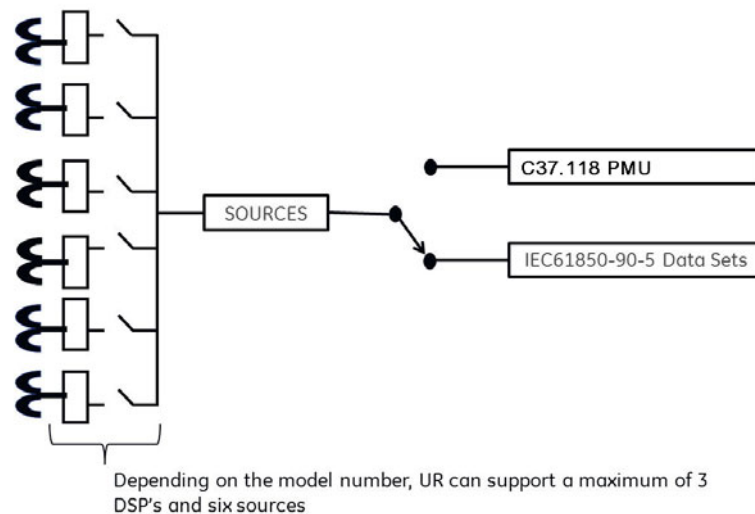 C37.118 PMU
SOURCES
IEC61850-90-5 Data Sets
Depending on the model number, UR can support a maximum of 3
DSP's and six sources